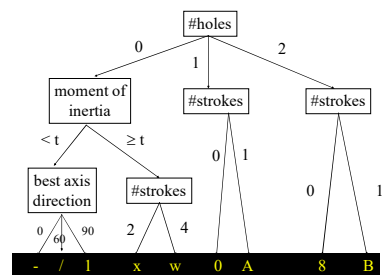 #holes
0 1 2
moment of
inertia
#strokes #strokes
< t ≥ t
best axis
direction
#strokes
0 1 0 1
0 60 90 2 4
- / 1 x w 0 A 8 B